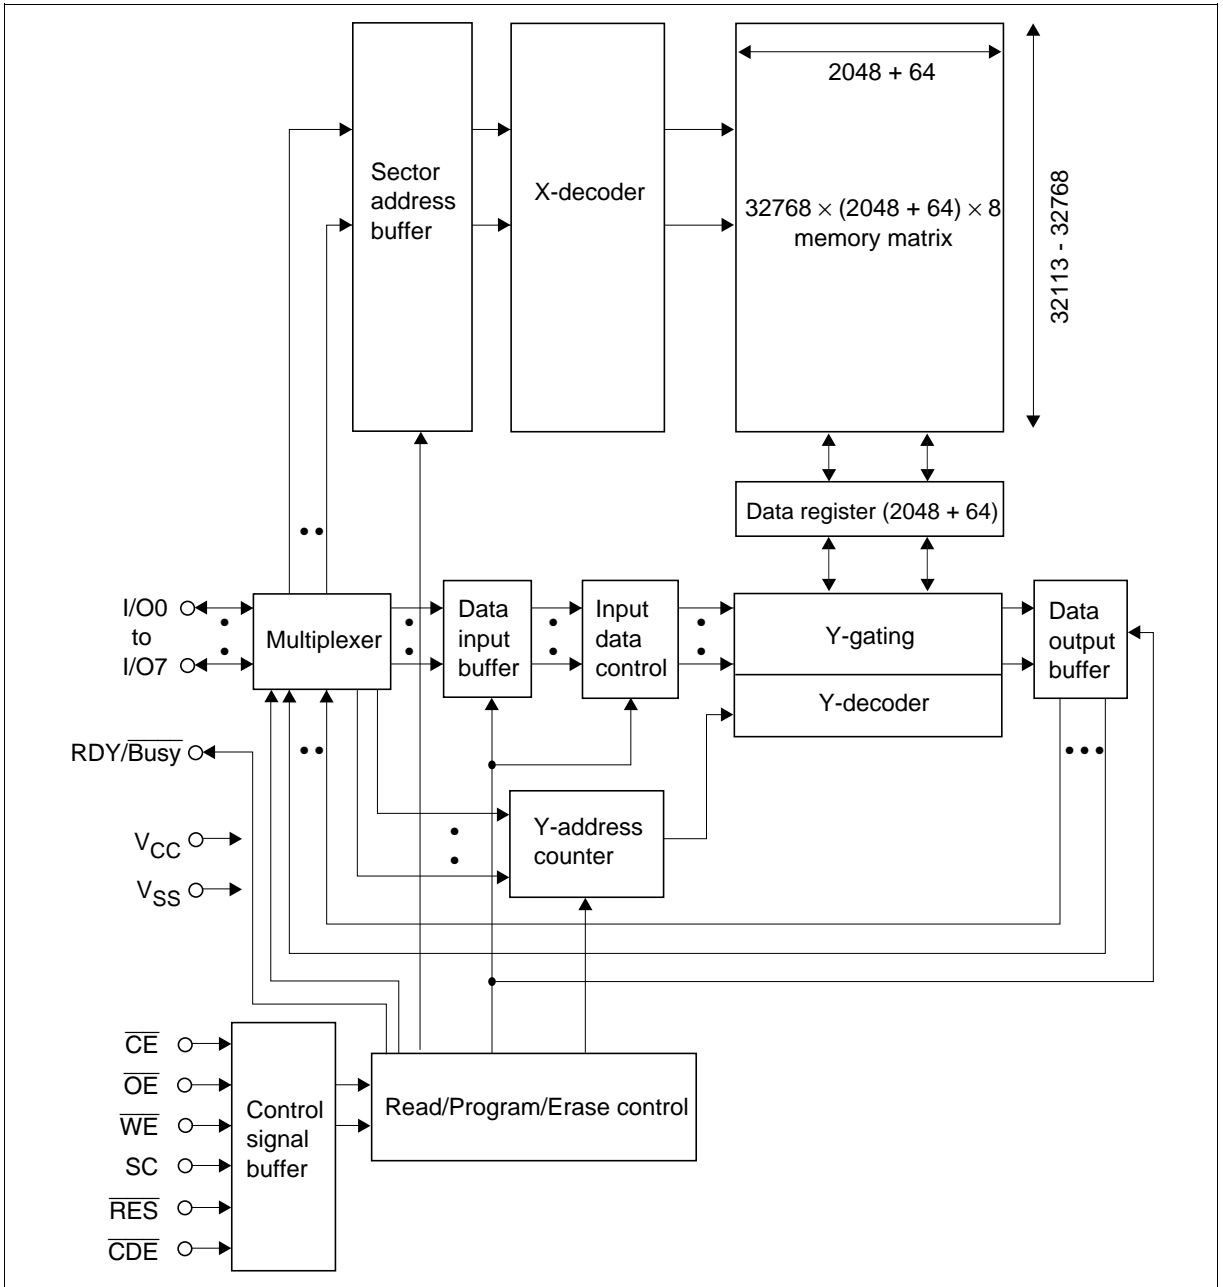 2048 + 64
Sector
address
buffer
X-decoder
32768 × (2048 + 64) × 8
memory matrix
32113 - 32768
Data register (2048 + 64)
I/O0
to
I/O7
Multiplexer
Data
input
buffer
Input
data
control
Y-gating
Y-decoder
Data
output
buffer
RDY/Busy
VCC
VSS
Y-address
counter
CE
OE
WE
SC
RES
CDE
Control
signal
buffer
Read/Program/Erase control